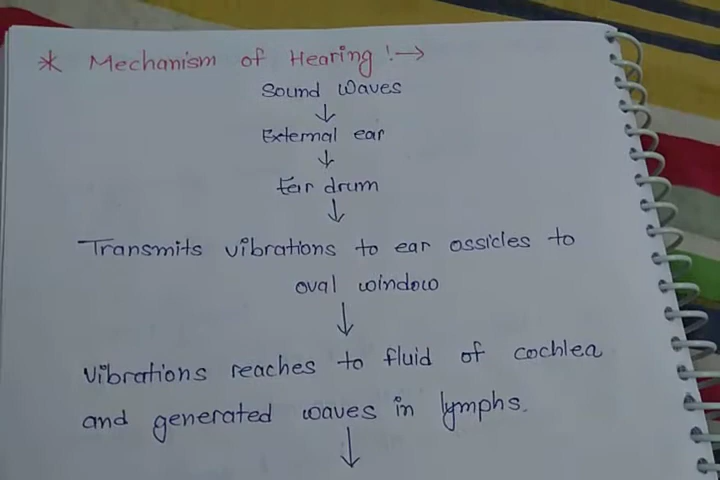 * Mechanism of Hearing !→
Sound Waves
↓
External ear
↓
Ear drum
↓
Transmits vibrations to ear ossicles to
oval window
↓
Vibrations reaches to fluid of cochlea
and generated waves in lymphs.
↓